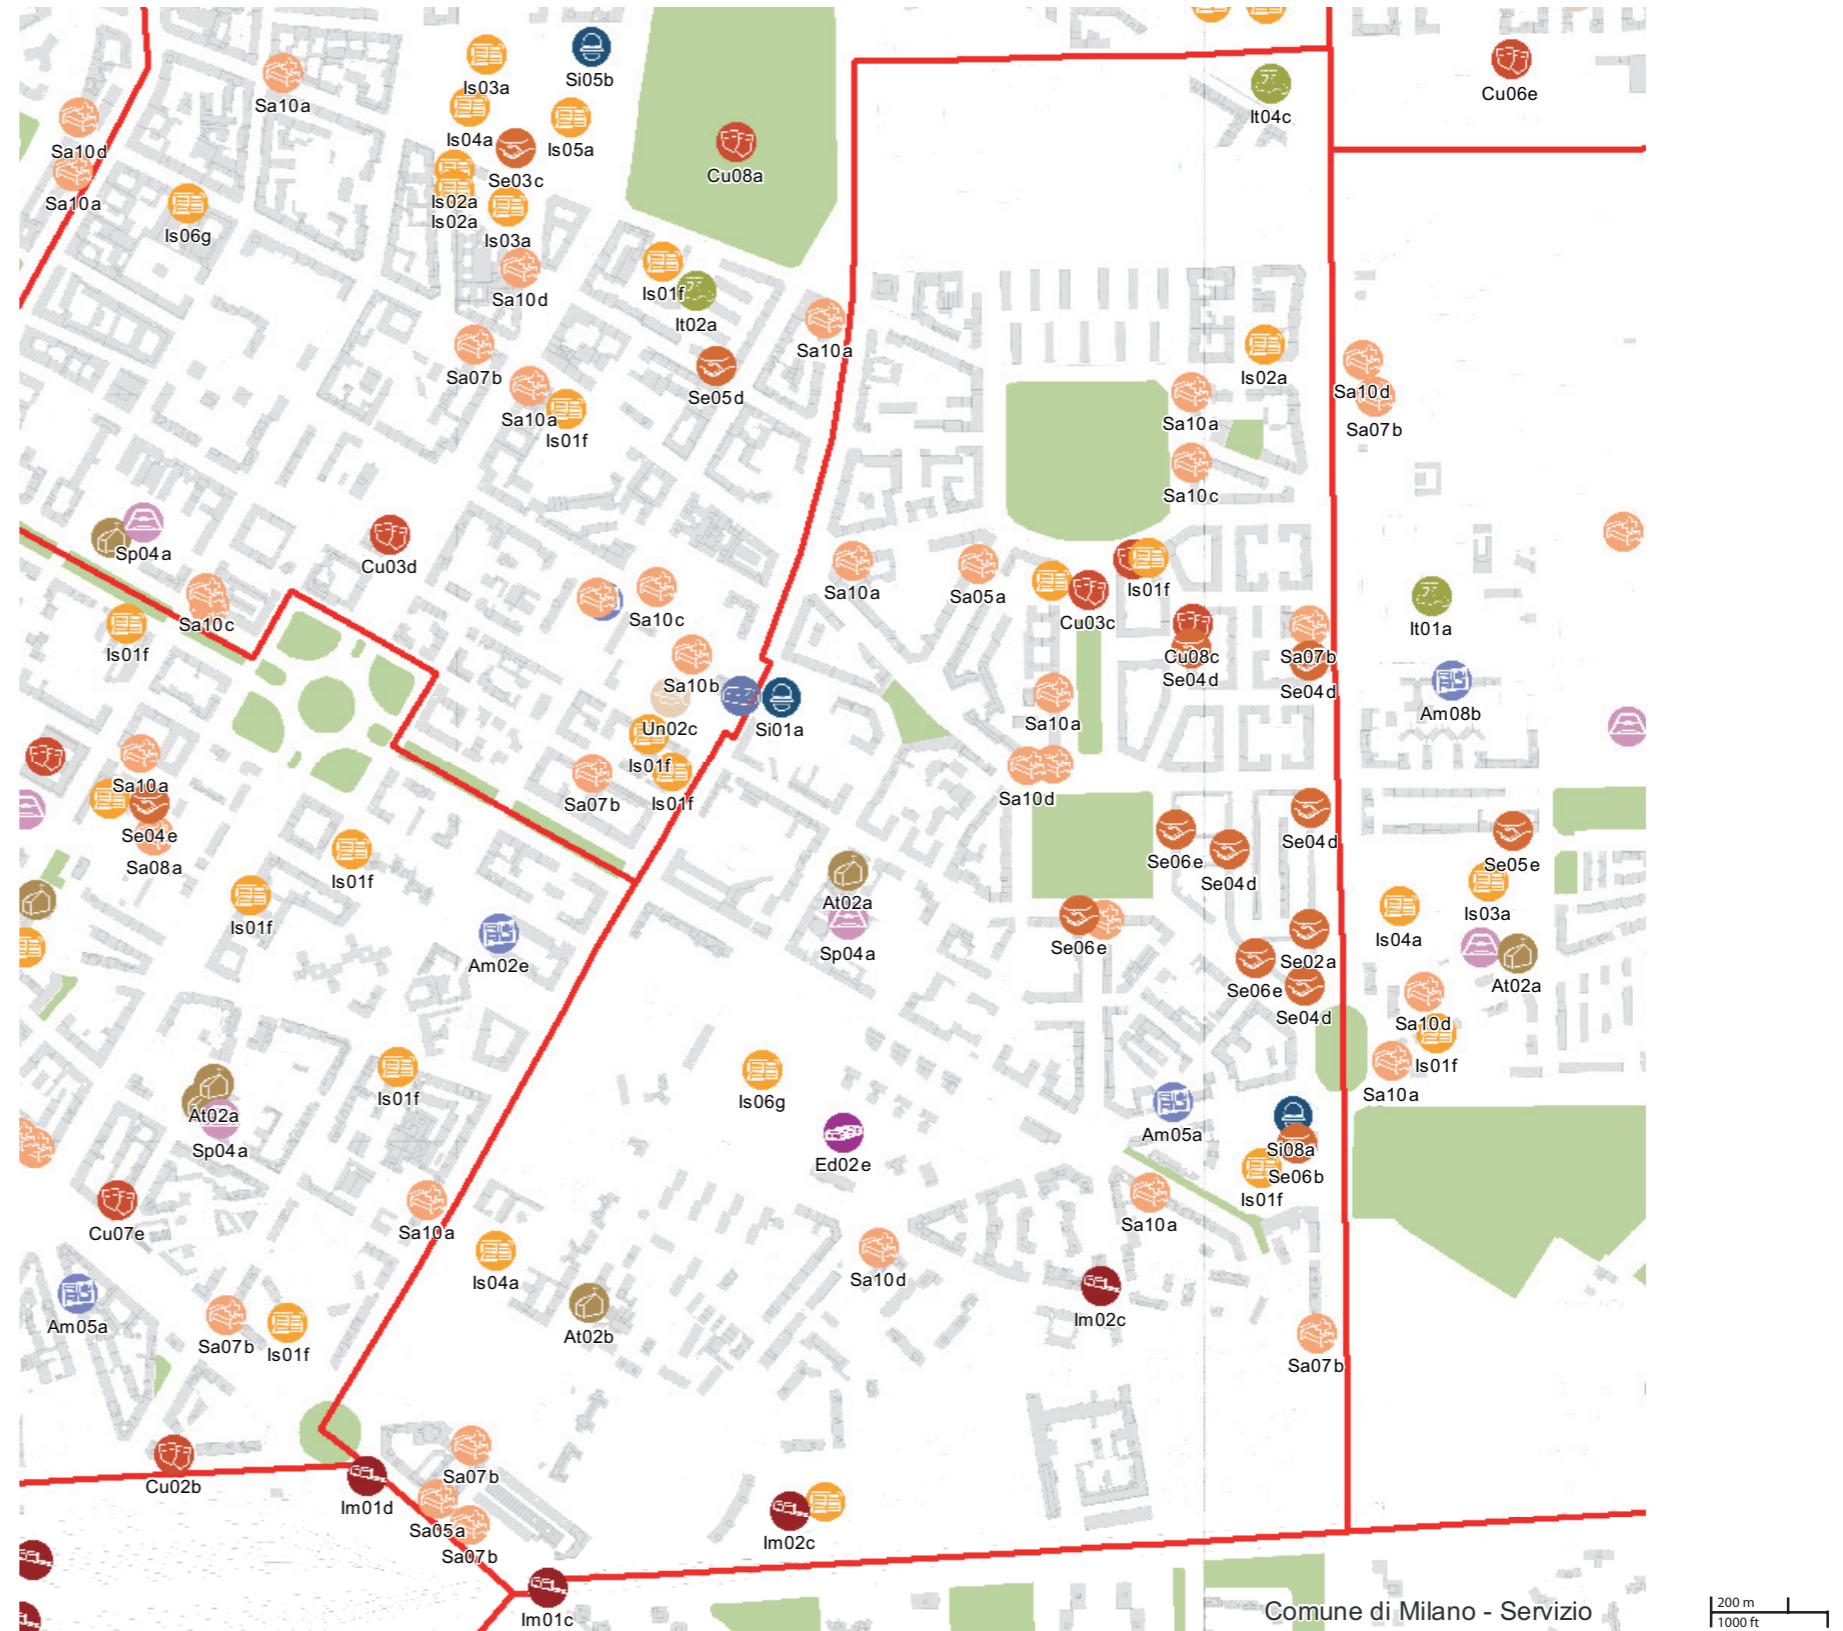 Si05b
Is03a
Cu06e
Sa10a
It04c
Is04a
Is05a
Sa10d
Se03c
Cu08a
Is02a
Sa10a
Is02a
Is06g
Is03a
Is01f
Sa10d
It02a
Sa10a
Sa07b
Is02a
Se05d
Sa10d
Sa10a
Sa10a
Sa07b
Is01f
Sa10c
Sp04a
Cu03d
Is01f
Sa10a
Sa05a
Sa10c
Cu03c
Sa10c
It01a
Is01f
Cu08c
Sa07b
Sa10b
Se04d
Se04d
Am08b
Sa10a
Un02c
Si01a
Is01f
Sa10a
Sa07b
Is01f
Sa10d
Se04e
Se04d
Sa08a
Se06e
Se05e
Is01f
Se04d
At02a
Is03a
Is01f
Sp04a
Se06e
Is04a
Am02e
Se02a
At02a
Se06e
Se04d
Sa10d
Is01f
Sa10a
Is01f
Is06g
At02a
Am05a
Sp04a
Ed02e
Si08a
Se06b
Is01f
Cu07e
Sa10a
Sa10a
Is04a
Sa10d
Am05a
At02b
Im02c
Sa07b
Is01f
Sa07b
Cu02b
Sa07b
Im01d
Sa05a
Im02c
Sa07b
Im01c
Comune di Milano - Servizio
200 m
1000 ft